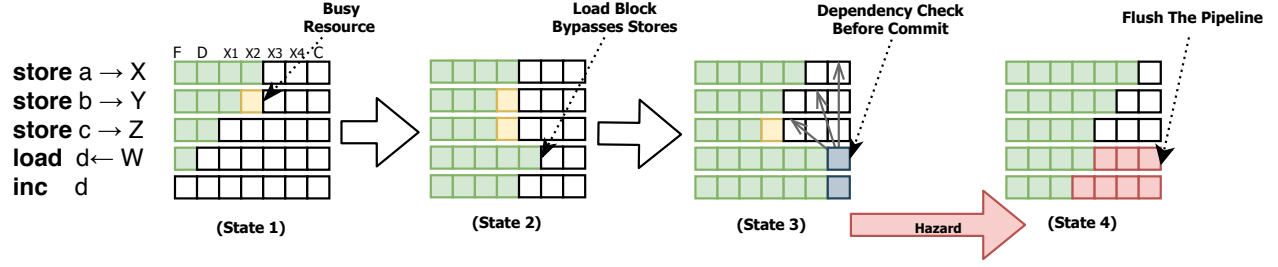 Busy
Resource
Load Block
Bypasses Stores
Dependency Check
Before Commit
Flush The Pipeline
F D X1 X2 X3 X4 C
store a → X
store b → Y
store c → Z
load d← W
inc d
(State 1)
(State 2)
(State 3)
Hazard
(State 4)